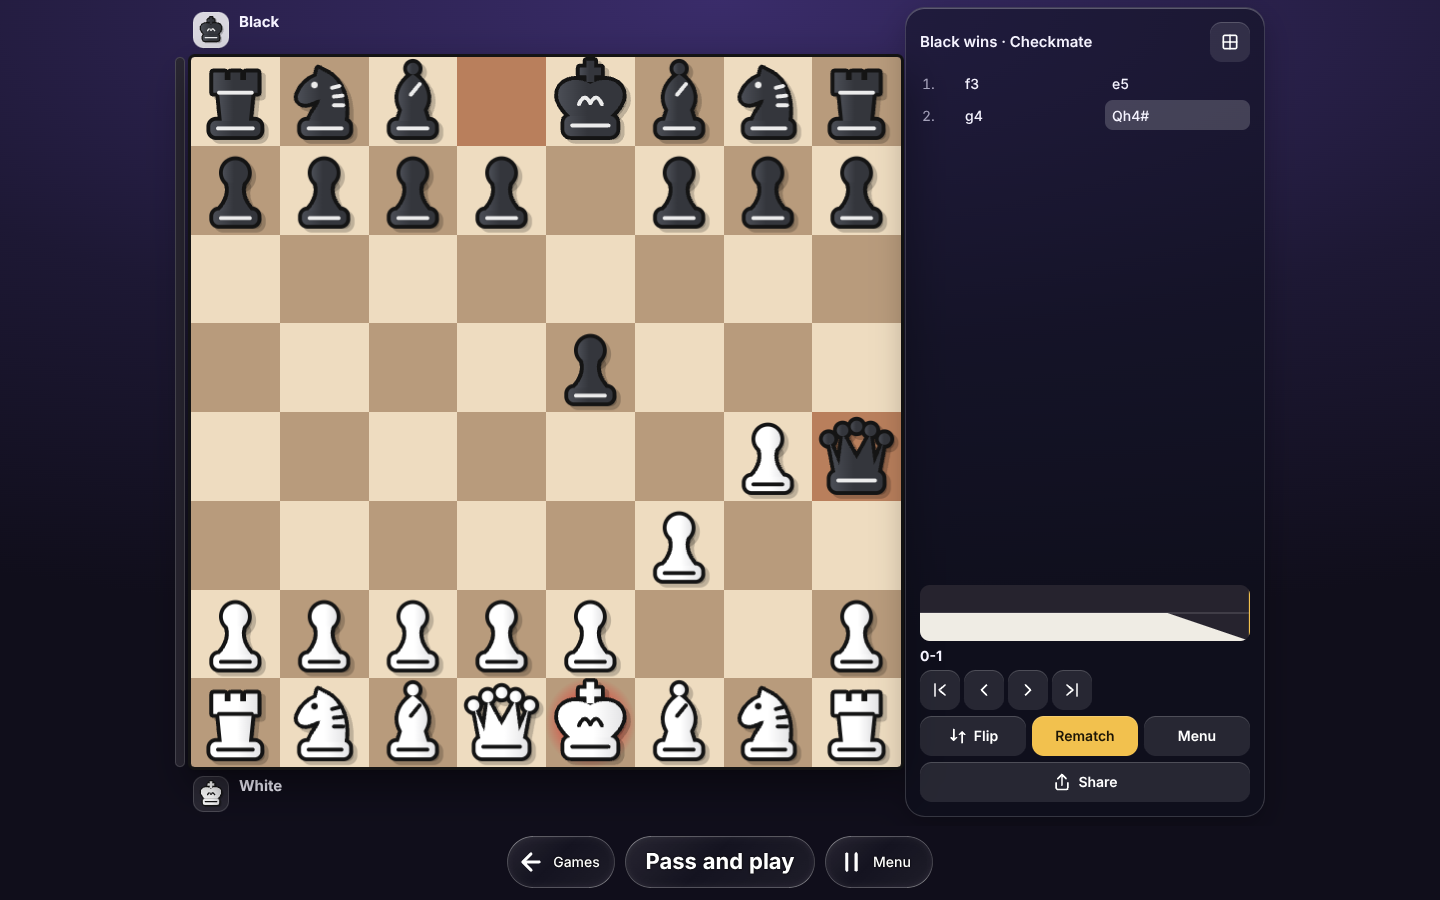 Black
Black wins · Checkmate
1. f3 e5
2. g4 Qh4#
0-1
Flip
Rematch
Menu
Share
White
Games
Pass and play
Menu